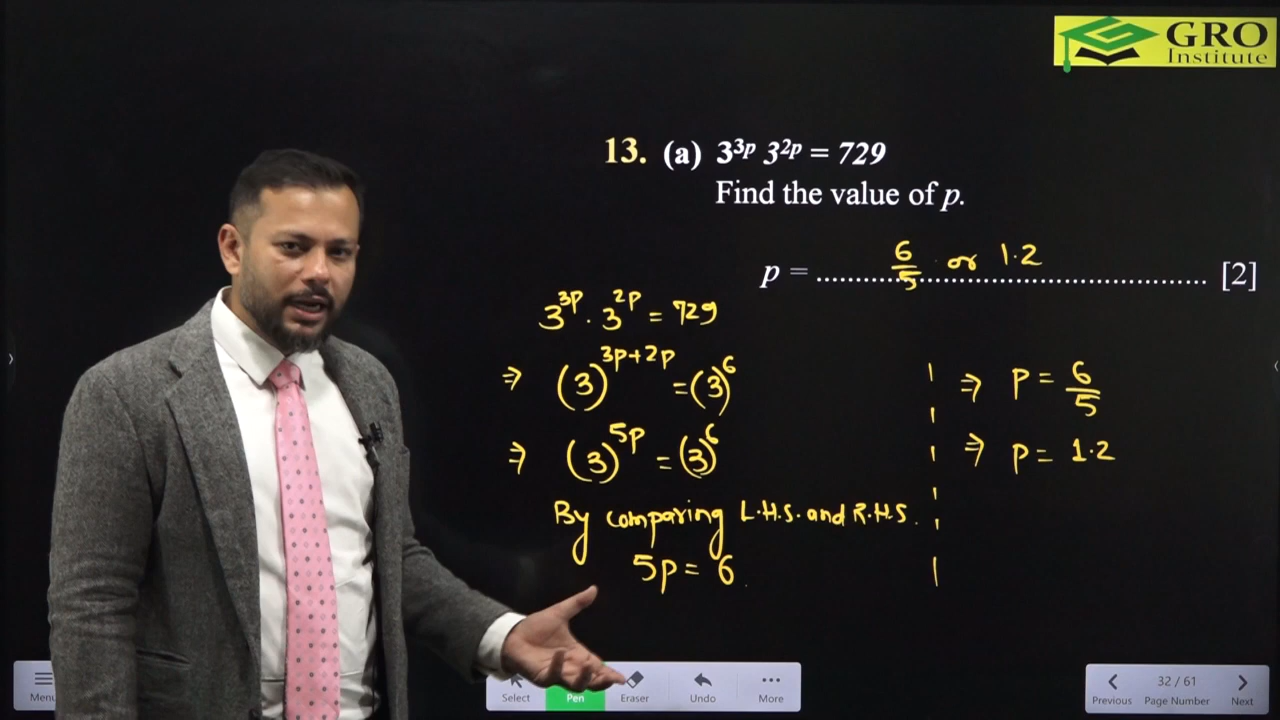 GRO
Institute
13. (a) 3^{3p} 3^{2p} = 729
Find the value of p.
p = ........ 6/5 or 1.2 ........ [2]
3^{3p} . 3^{2p} = 729
⇒ (3)^{3p+2p} = (3)^6
⇒ (3)^{5p} = (3)^6
By comparing L.H.S. and R.H.S.
5p = 6
⇒ p = 6/5
⇒ p = 1.2
Menu
Select
Pen
Eraser
Undo
More
32 / 61
Previous Page Number Next